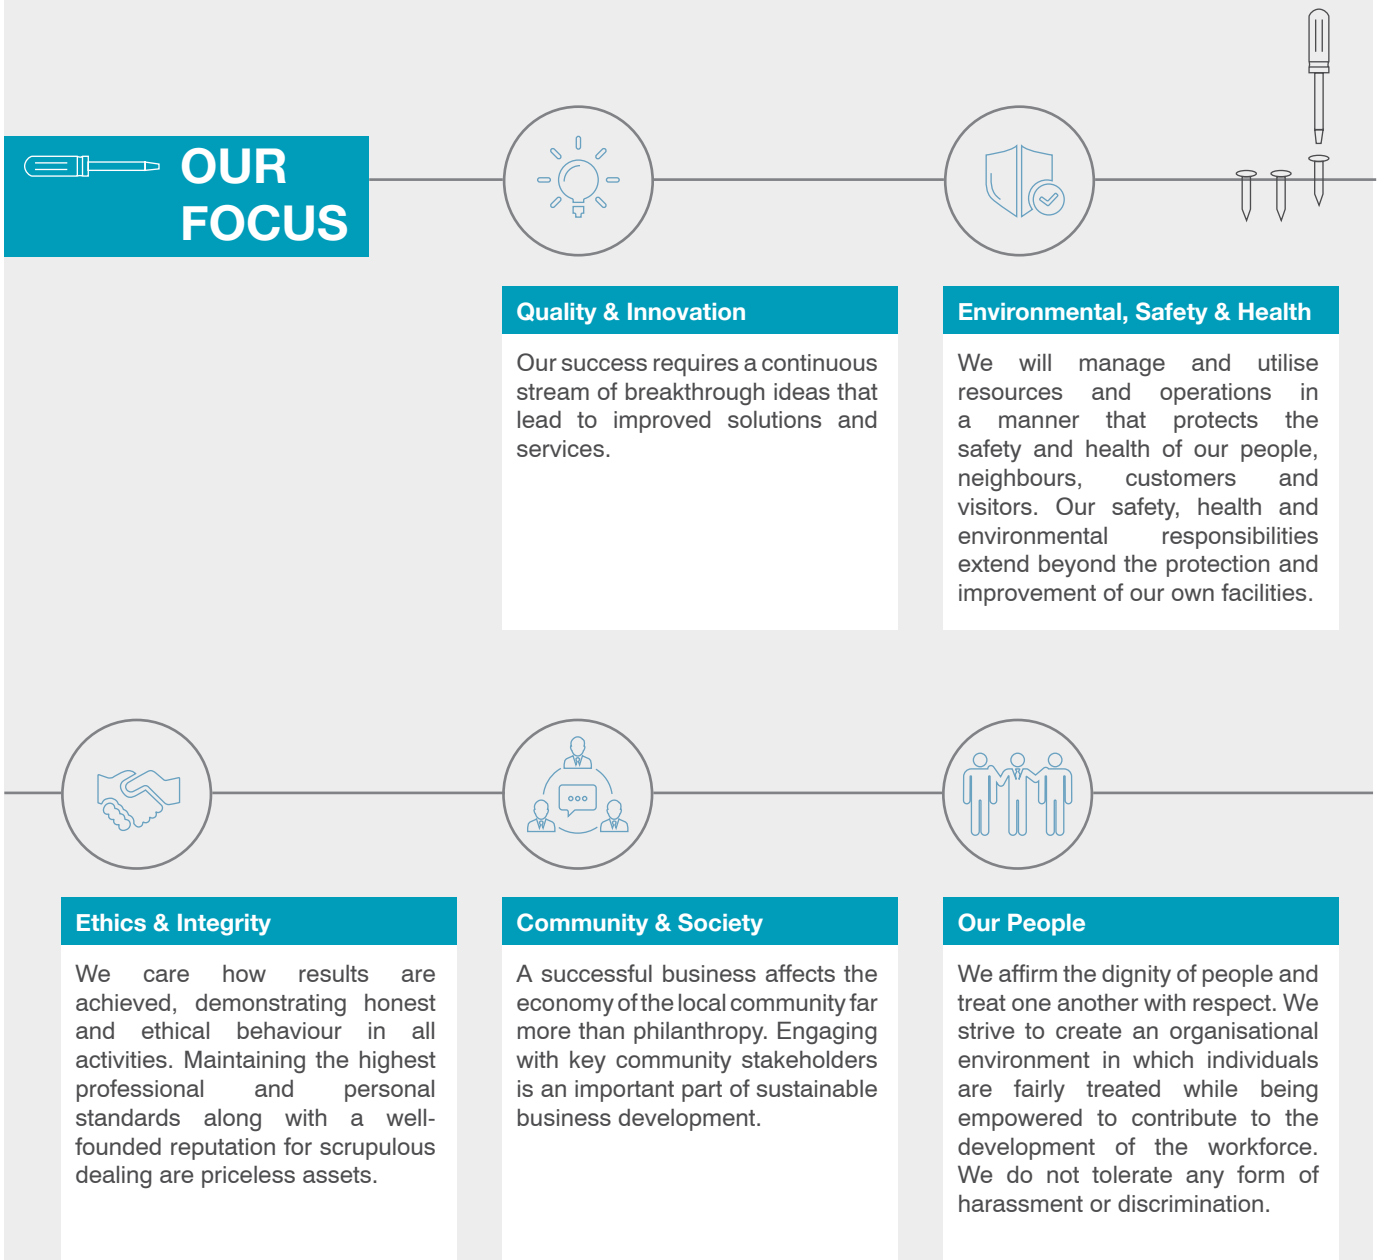 OUR
FOCUS
Quality & Innovation
Our success requires a continuous
stream of breakthrough ideas that
lead to improved solutions and
services.
Environmental, Safety & Health
We will manage and utilise
resources and operations in
a manner that protects the
safety and health of our people,
neighbours, customers and
visitors. Our safety, health and
environmental responsibilities
extend beyond the protection and
improvement of our own facilities.
Ethics & Integrity
We care how results are
achieved, demonstrating honest
and ethical behaviour in all
activities. Maintaining the highest
professional and personal
standards along with a well-
founded reputation for scrupulous
dealing are priceless assets.
Community & Society
A successful business affects the
economy of the local community far
more than philanthropy. Engaging
with key community stakeholders
is an important part of sustainable
business development.
Our People
We affirm the dignity of people and
treat one another with respect. We
strive to create an organisational
environment in which individuals
are fairly treated while being
empowered to contribute to the
development of the workforce.
We do not tolerate any form of
harassment or discrimination.